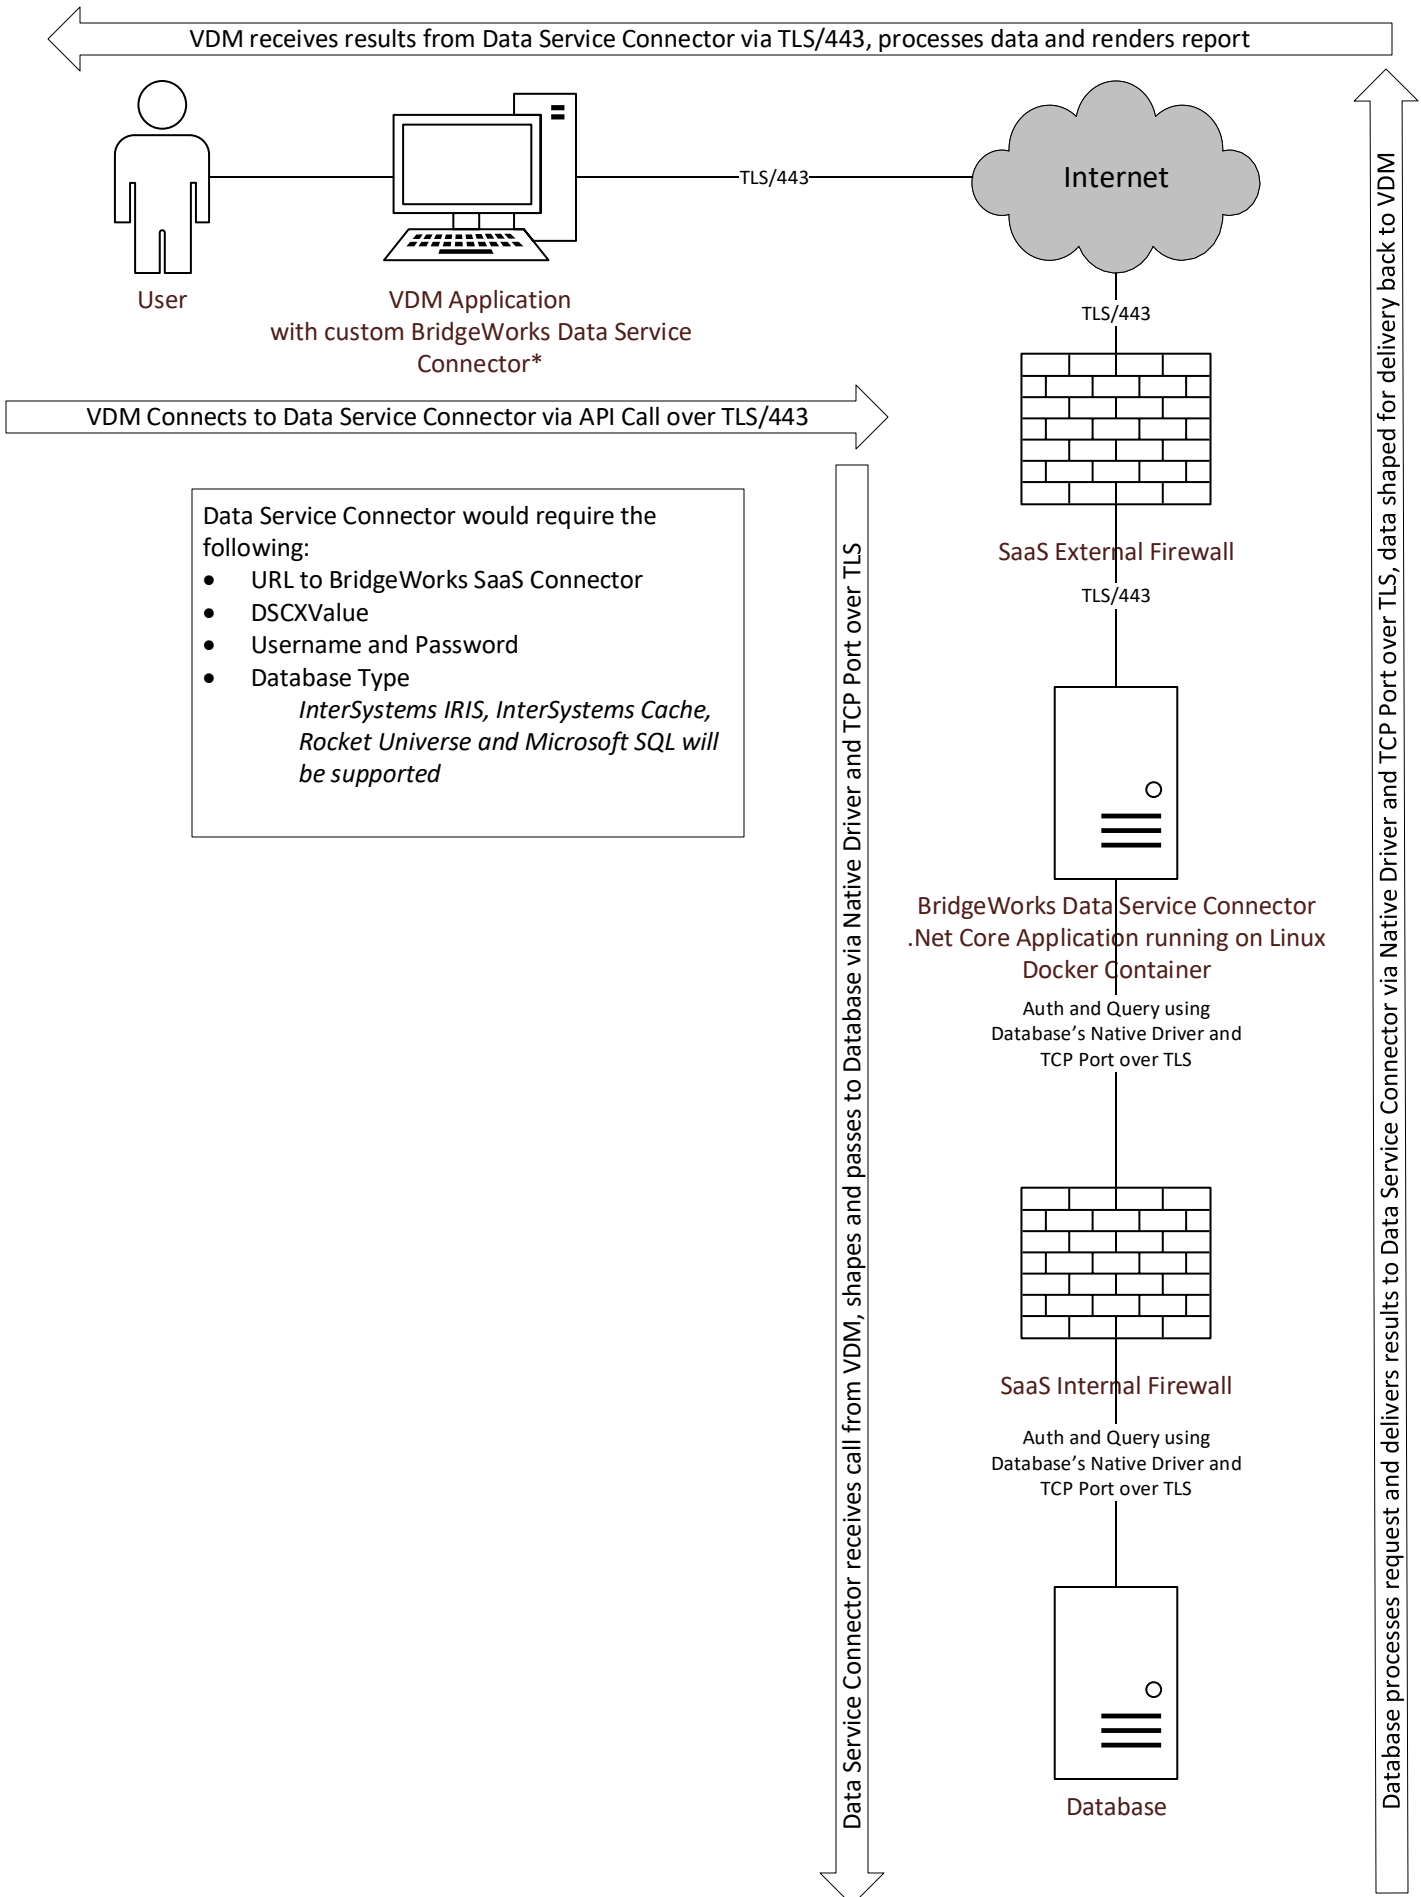 VDM receives results from Data Service Connector via TLS/443, processes data and renders report
TLS/443
Internet
User
VDM Application
with custom BridgeWorks Data Service
Connector*
TLS/443
VDM Connects to Data Service Connector via API Call over TLS/443
Data Service Connector would require the
following:
• URL to BridgeWorks SaaS Connector
• DSCXValue
• Username and Password
• Database Type
InterSystems IRIS, InterSystems Cache,
Rocket Universe and Microsoft SQL will
be supported
SaaS External Firewall
TLS/443
BridgeWorks Data Service Connector
.Net Core Application running on Linux
Docker Container
Auth and Query using
Database's Native Driver and
TCP Port over TLS
SaaS Internal Firewall
Auth and Query using
Database's Native Driver and
TCP Port over TLS
Database
Data Service Connector receives call from VDM, shapes and passes to Database via Native Driver and TCP Port over TLS
Database processes request and delivers results to Data Service Connector via Native Driver and TCP Port over TLS, data shaped for delivery back to VDM